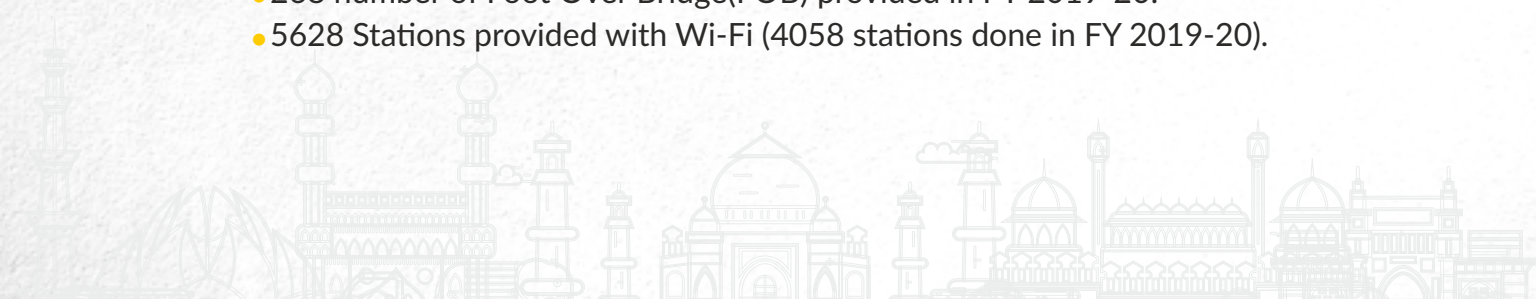 number of Foot Over Bridge(FOB) provided in FY 2019-20.
5628 Stations provided with Wi-Fi (4058 stations done in FY 2019-20).